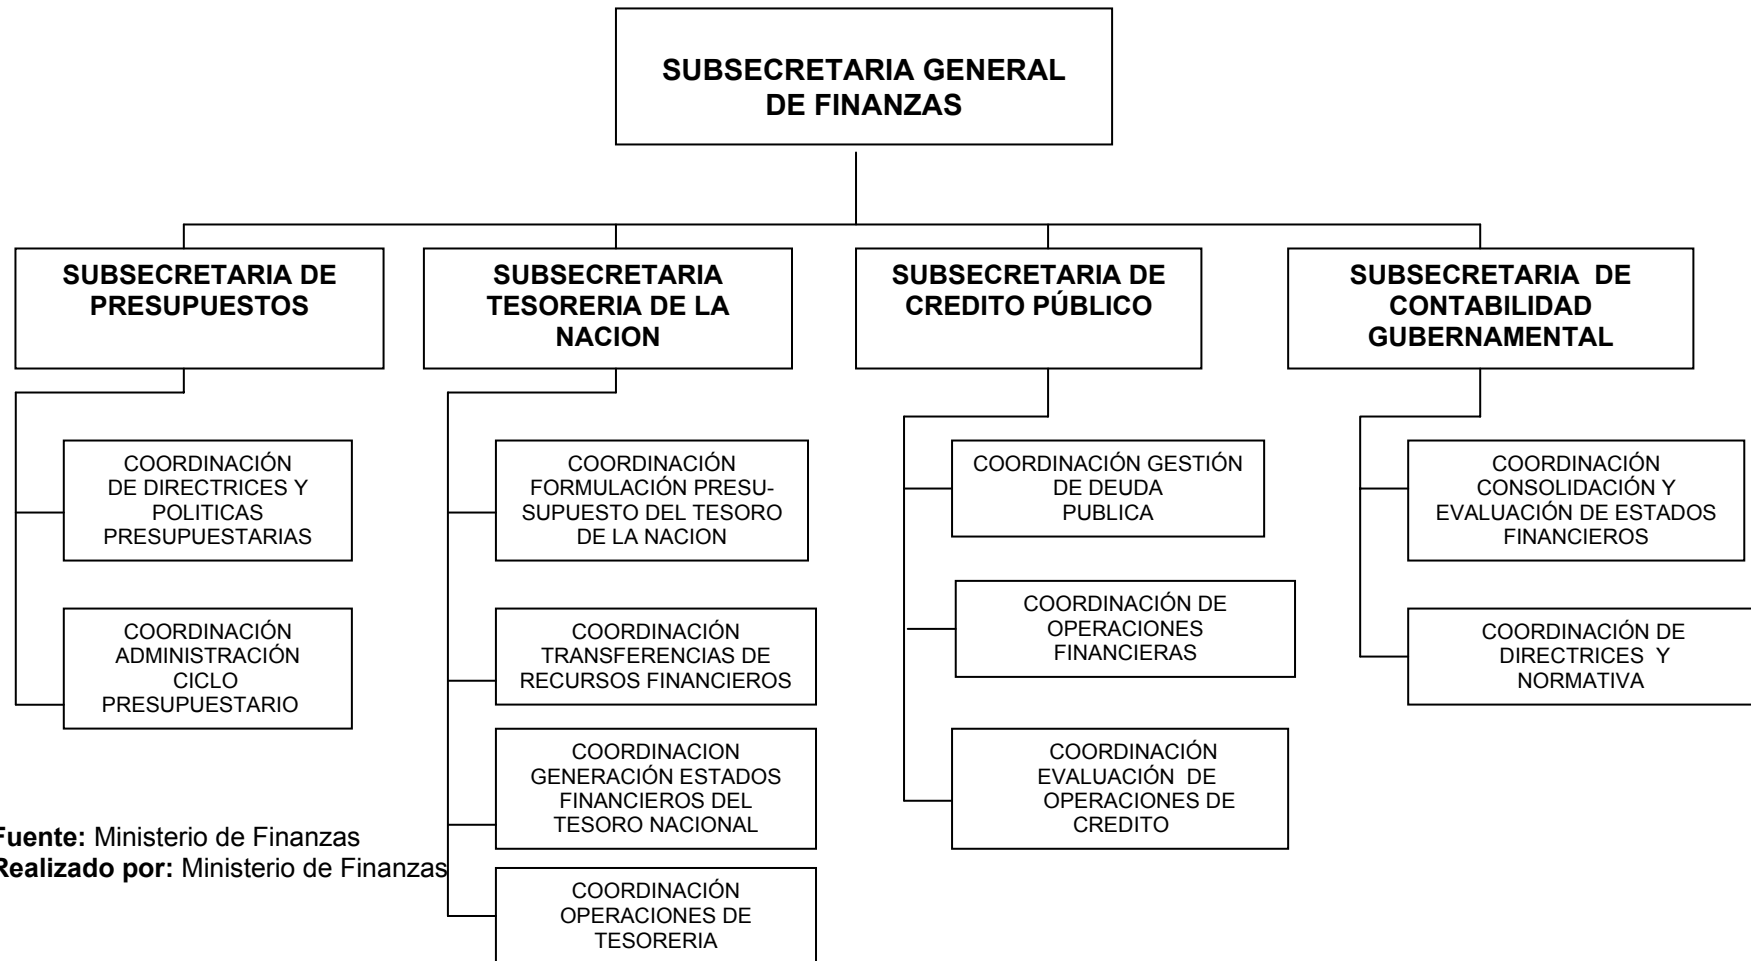 SUBSECRETARIA GENERAL
DE FINANZAS
SUBSECRETARIA DE
PRESUPUESTOS
SUBSECRETARIA
TESORERIA DE LA
NACION
SUBSECRETARIA DE
CREDITO PÚBLICO
SUBSECRETARIA DE
CONTABILIDAD
GUBERNAMENTAL
COORDINACIÓN
DE DIRECTRICES Y
POLITICAS
PRESUPUESTARIAS
COORDINACIÓN
ADMINISTRACIÓN
CICLO
PRESUPUESTARIO
COORDINACIÓN
FORMULACIÓN PRESU-
SUPUESTO DEL TESORO
DE LA NACION
COORDINACIÓN
TRANSFERENCIAS DE
RECURSOS FINANCIEROS
COORDINACION
GENERACIÓN ESTADOS
FINANCIEROS DEL
TESORO NACIONAL
COORDINACIÓN
OPERACIONES DE
TESORERIA
COORDINACIÓN GESTIÓN
DE DEUDA
PUBLICA
COORDINACIÓN DE
OPERACIONES
FINANCIERAS
COORDINACIÓN
EVALUACIÓN DE
OPERACIONES DE
CREDITO
COORDINACIÓN
CONSOLIDACIÓN Y
EVALUACIÓN DE ESTADOS
FINANCIEROS
COORDINACIÓN DE
DIRECTRICES Y
NORMATIVA
Fuente: Ministerio de Finanzas
Realizado por: Ministerio de Finanzas